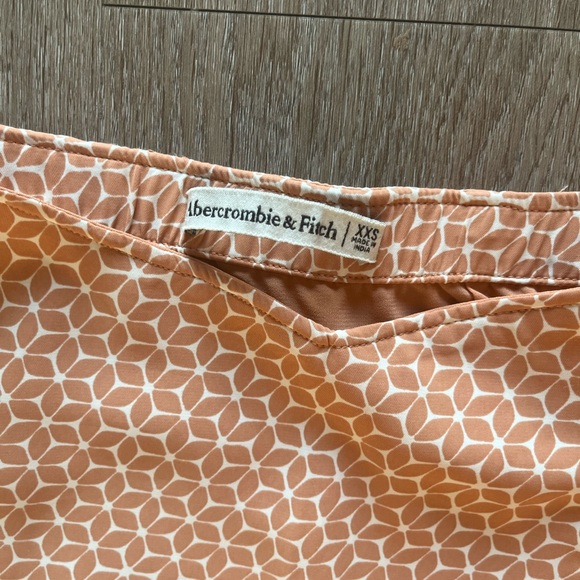 Abercrombie & Fitch
XXS
MADE IN
INDIA